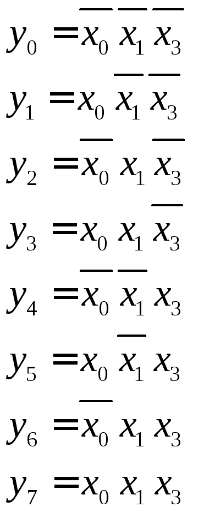 y₀ = x̅₀ x̅₁ x̅₃
y₁ = x₀ x̅₁ x̅₃
y₂ = x̅₀ x₁ x̅₃
y₃ = x₀ x₁ x̅₃
y₄ = x̅₀ x̅₁ x₃
y₅ = x₀ x̅₁ x₃
y₆ = x̅₀ x₁ x₃
y₇ = x₀ x₁ x₃